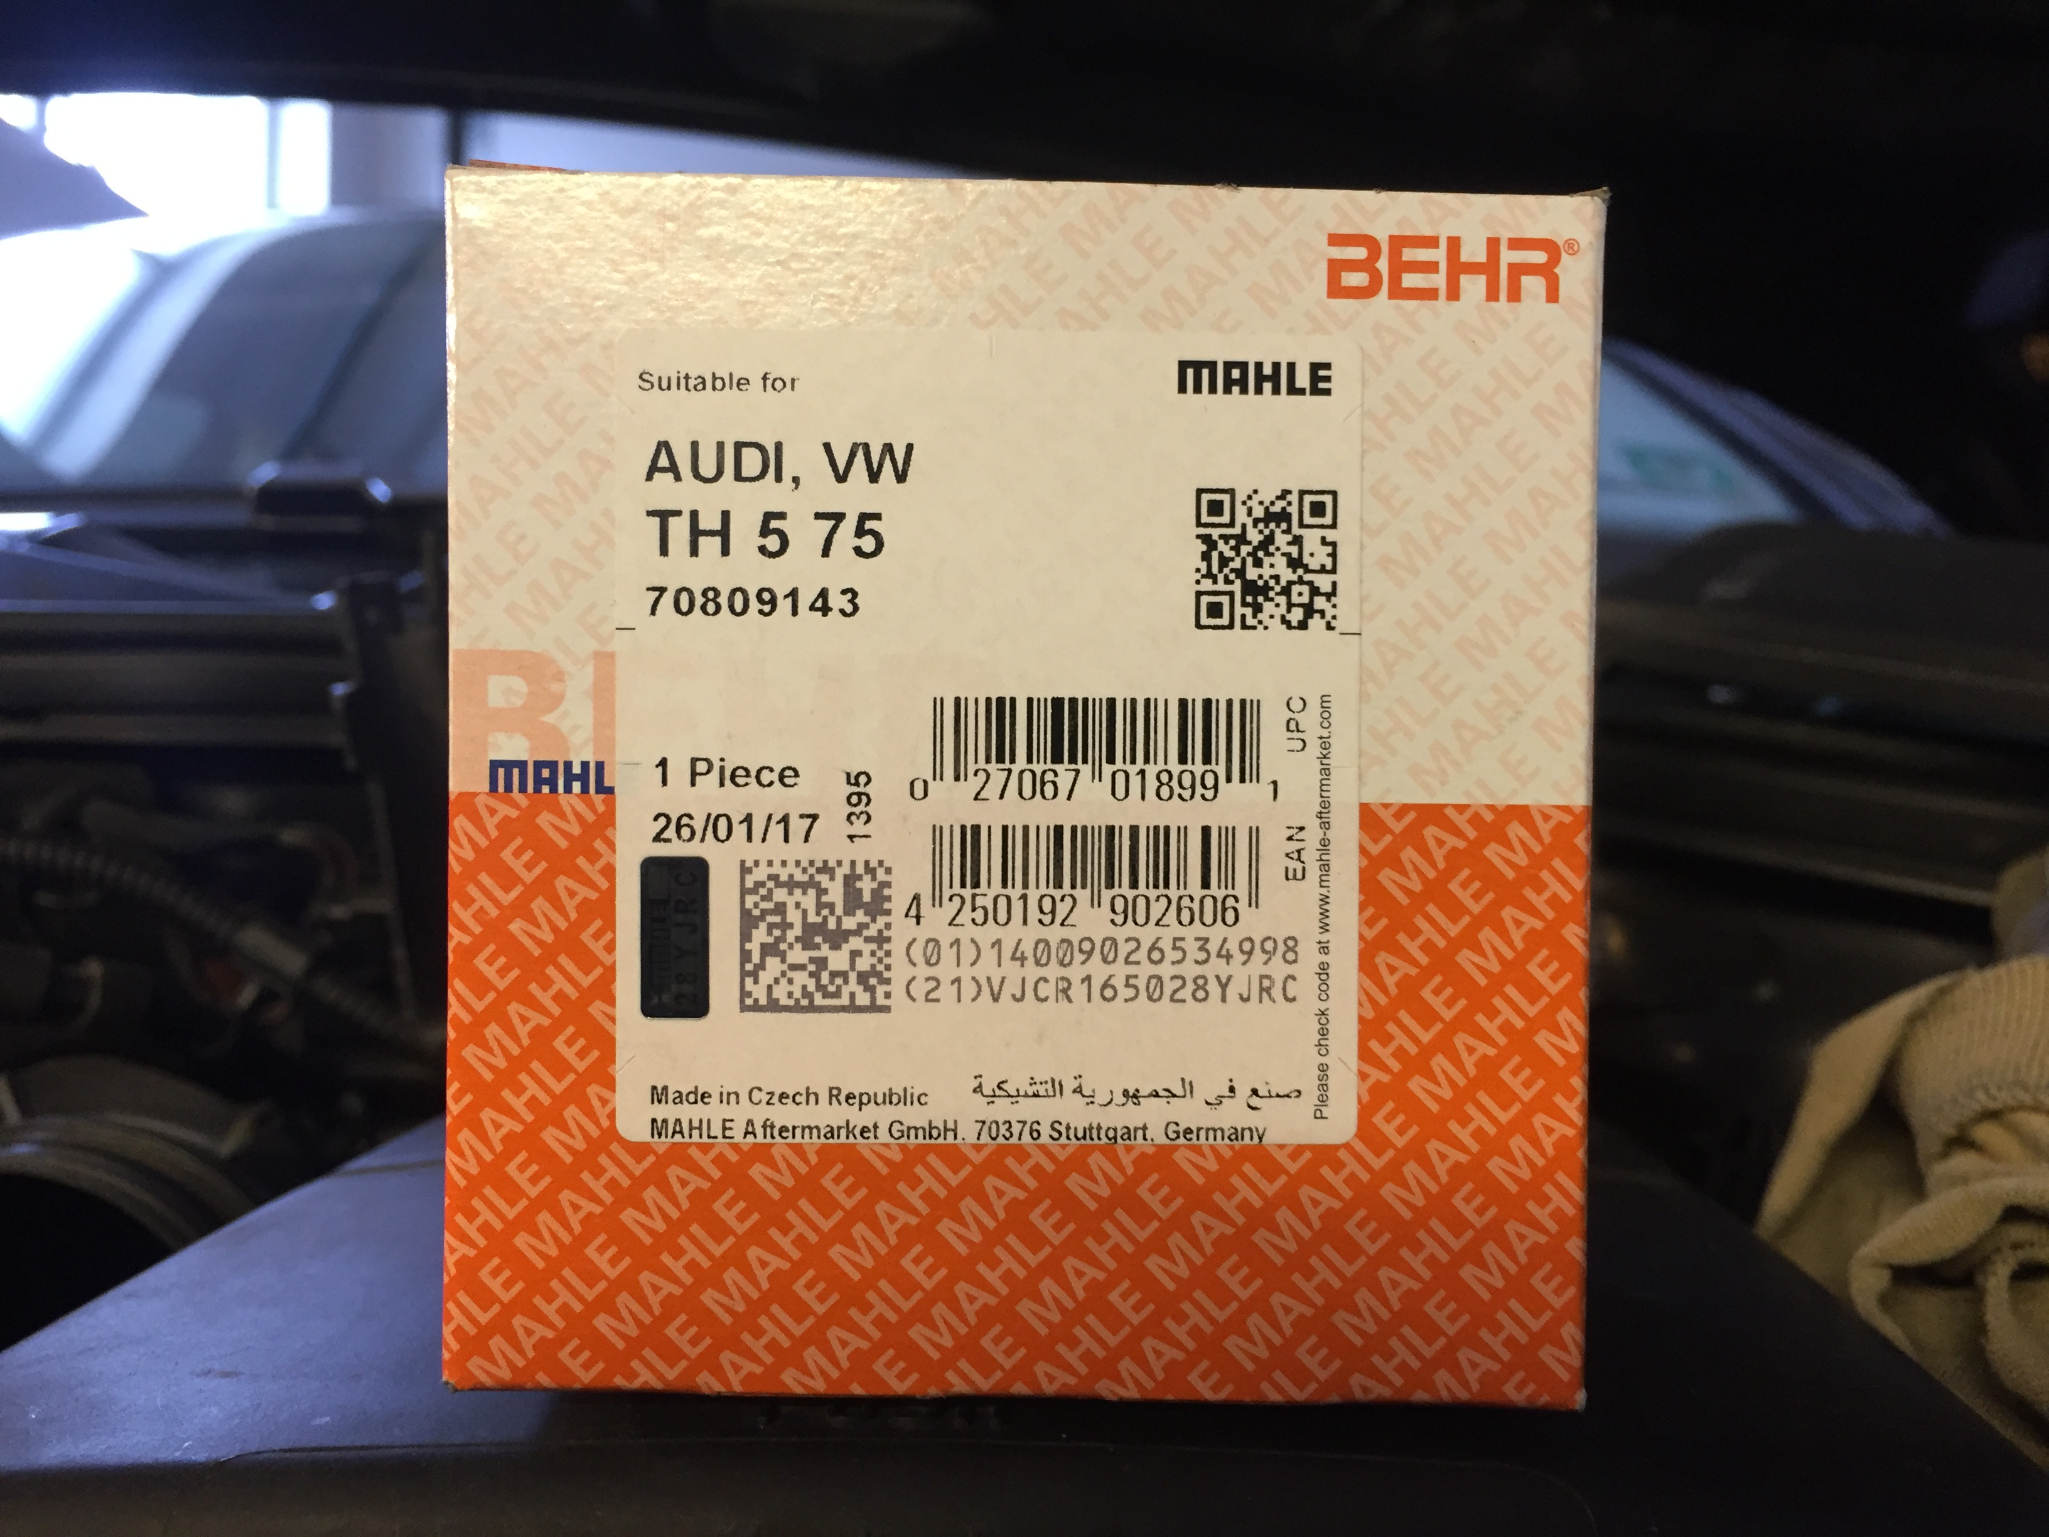 BEHR®
Suitable for
MAHLE
AUDI, VW
TH 5 75
70809143
MAHL
1 Piece
26/01/17
1395
0 27067 01899 1
UPC
4 250192 902606
EAN
(01)14009026534998
(21)VJCR165028YJRC
28YJRC
Please check code at www.mahle-aftermarket.com
Made in Czech Republic
صنع في الجمهورية التشيكية
MAHLE Aftermarket GmbH, 70376 Stuttgart, Germany